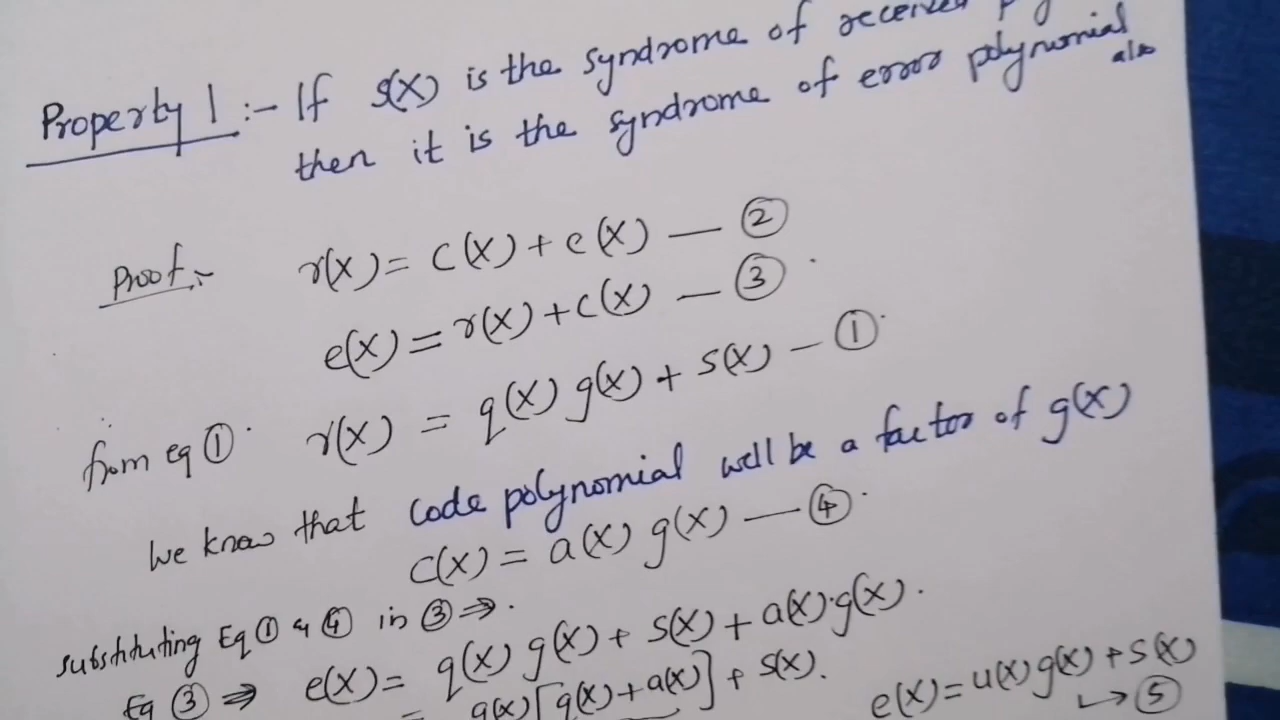 Property 1 :- If S(X) is the syndrome of received
then it is the syndrome of error polynomial also
Proof :- r(X) = c(X) + e(X) — ②
e(X) = r(X) + c(X) — ③
from eq ① r(X) = q(X) g(X) + s(X) — ①
We know that code polynomial will be a factor of g(X)
c(X) = a(X) g(X) — ④
substituting Eq ① & ④ in ③ ⇒.
Eq ③ ⇒ e(X) = q(X) g(X) + s(X) + a(X).g(X).
= g(X) [q(X) + a(X)] + s(X).
e(X) = u(X) g(X) + s(X)
↳ ⑤